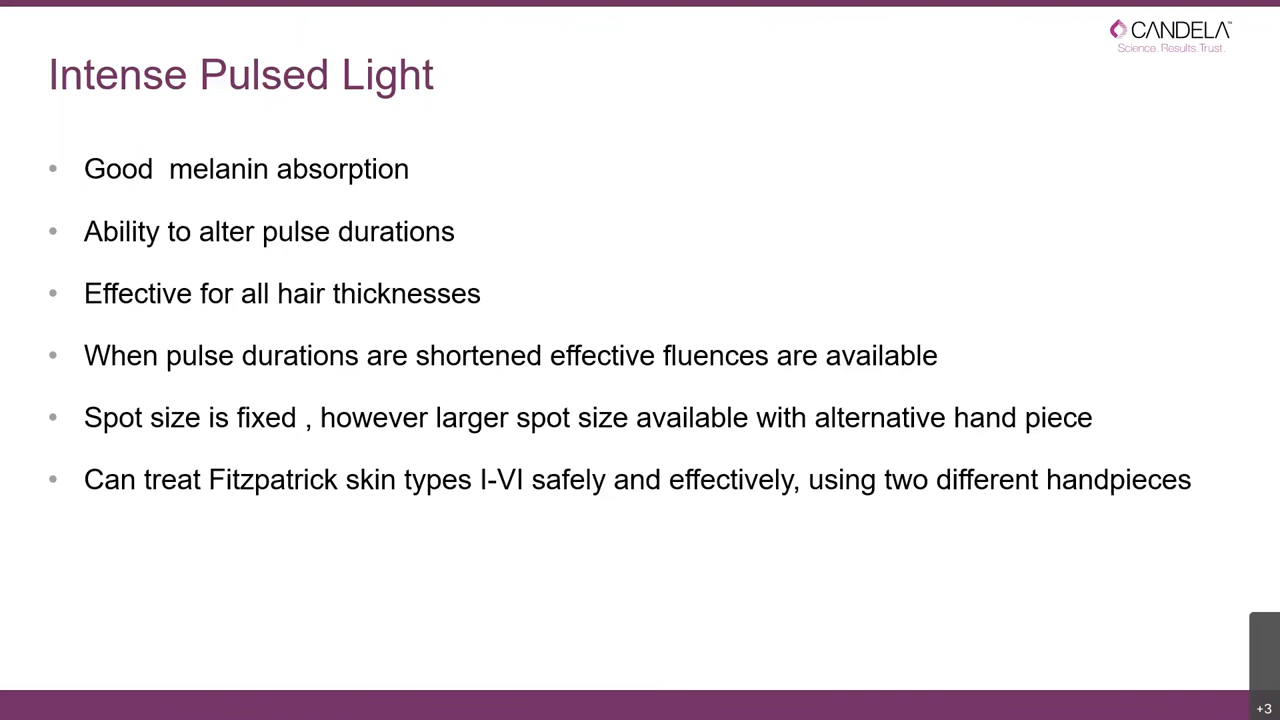 CANDELA™
Science. Results. Trust.
Intense Pulsed Light
• Good  melanin absorption
• Ability to alter pulse durations
• Effective for all hair thicknesses
• When pulse durations are shortened effective fluences are available
• Spot size is fixed , however larger spot size available with alternative hand piece
• Can treat Fitzpatrick skin types I-VI safely and effectively, using two different handpieces
+3